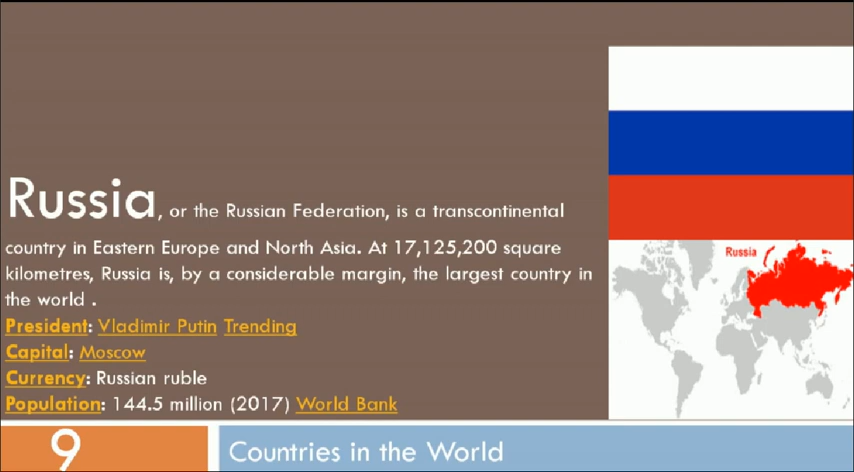 Russia, or the Russian Federation, is a transcontinental
country in Eastern Europe and North Asia. At 17,125,200 square
kilometres, Russia is, by a considerable margin, the largest country in
the world .
President: Vladimir Putin Trending
Capital: Moscow
Currency: Russian ruble
Population: 144.5 million (2017) World Bank
Russia
9
Countries in the World